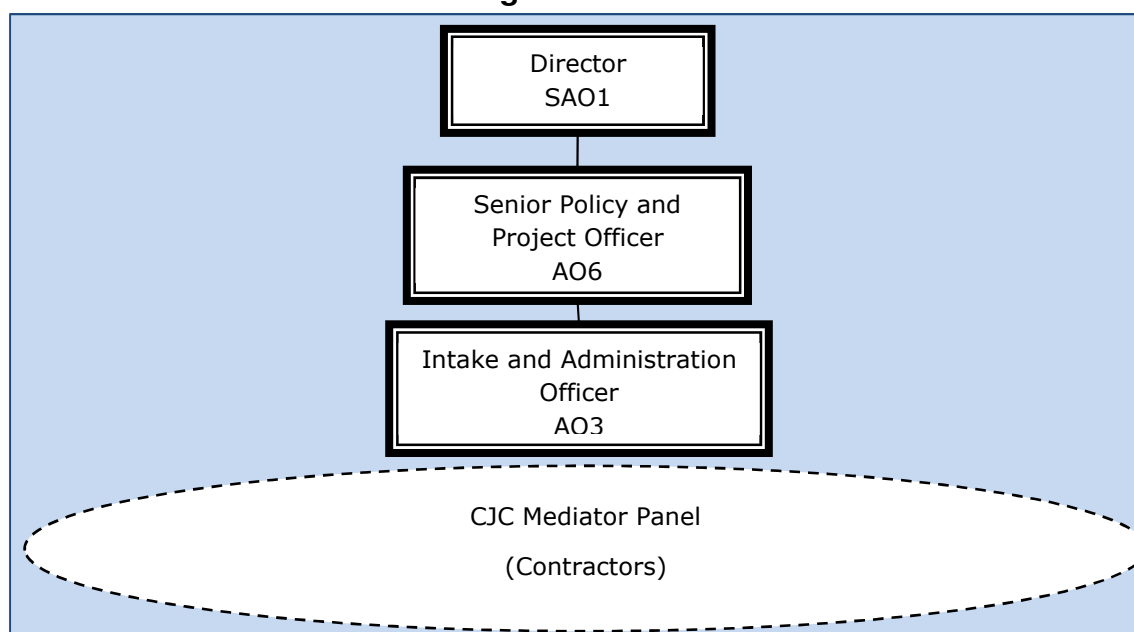 Director
SAO1
Senior Policy and
Project Officer
AO6
Intake and Administration
Officer
AO3
CJC Mediator Panel
(Contractors)